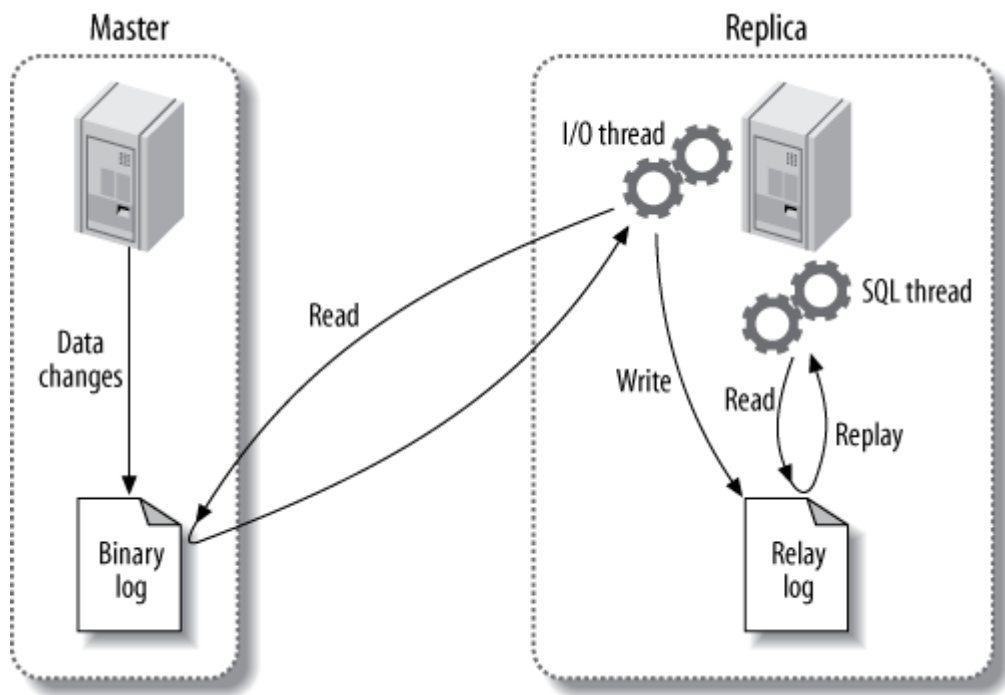 Master
Replica
I/O thread
SQL thread
Read
Data
changes
Write
Read
Replay
Binary
log
Relay
log